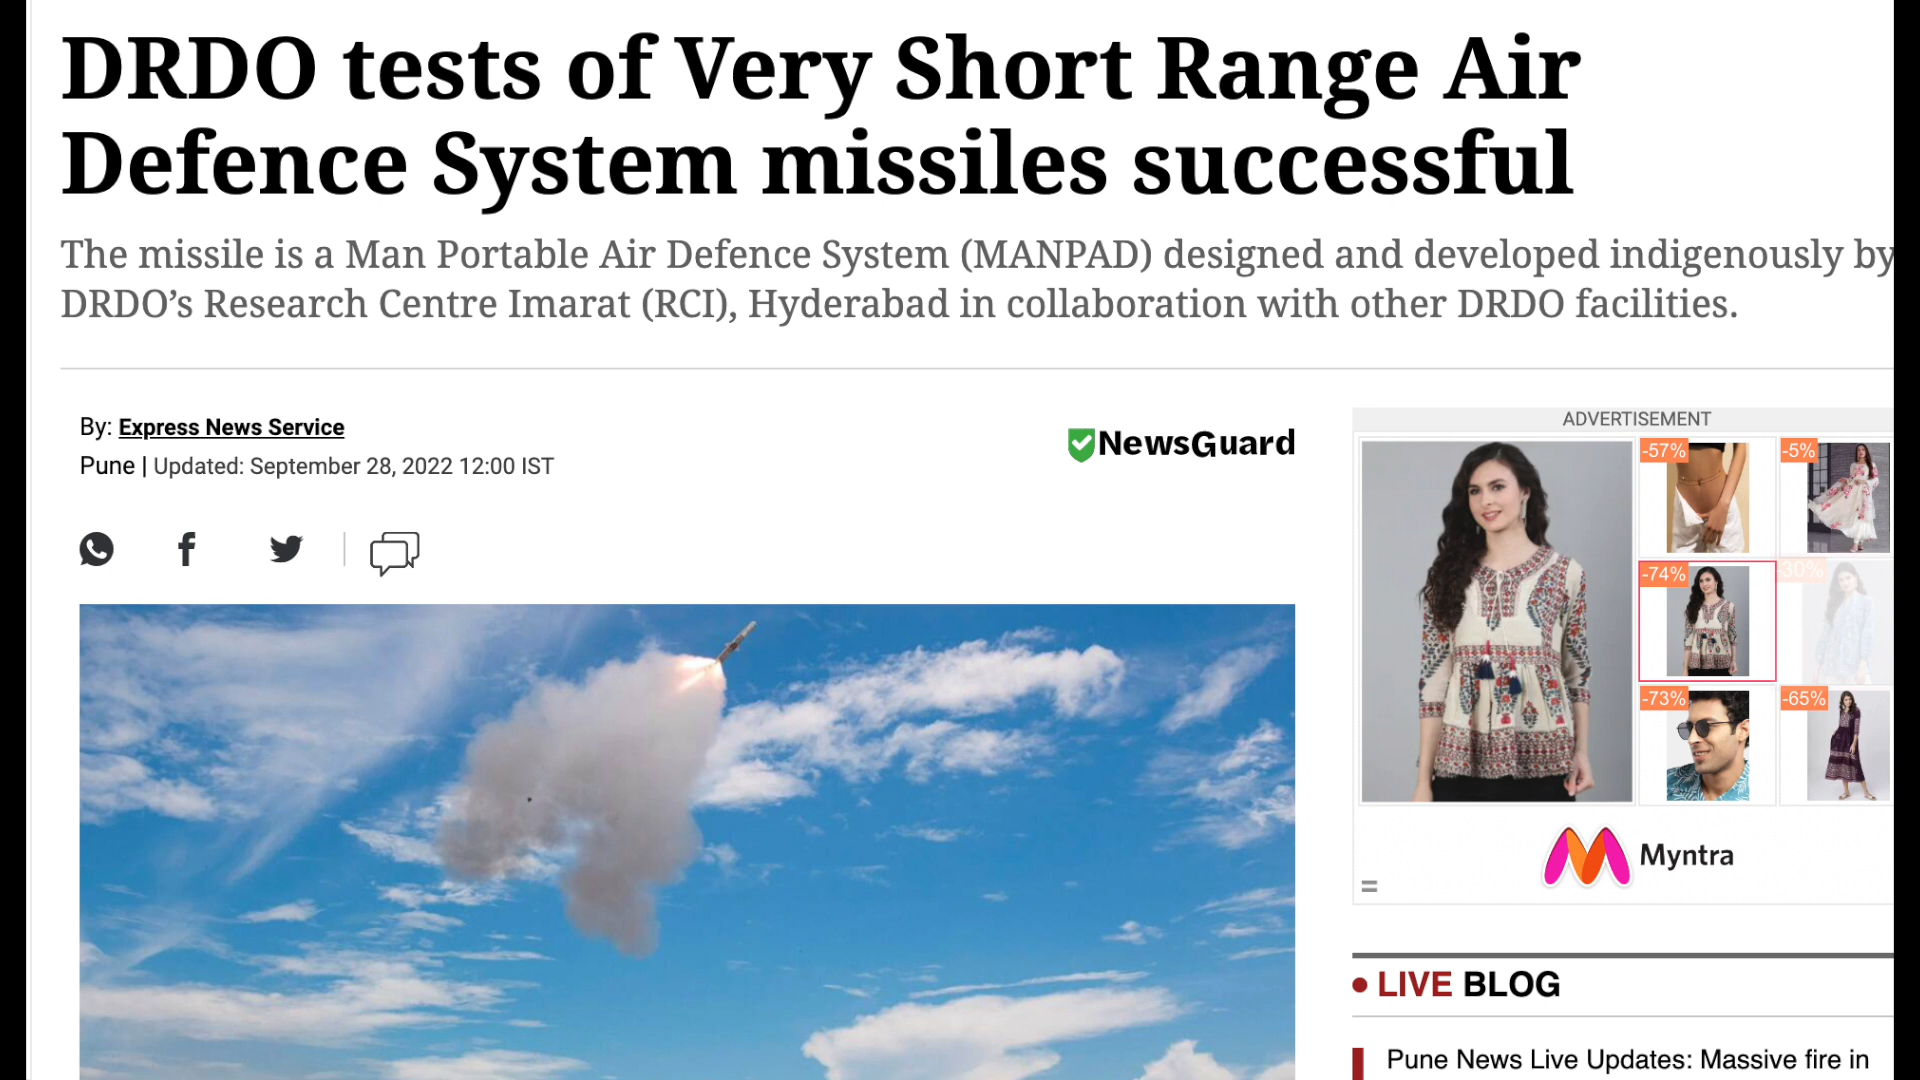 DRDO tests of Very Short Range Air
Defence System missiles successful
The missile is a Man Portable Air Defence System (MANPAD) designed and developed indigenously by
DRDO’s Research Centre Imarat (RCI), Hyderabad in collaboration with other DRDO facilities.
By: Express News Service
Pune | Updated: September 28, 2022 12:00 IST
NewsGuard
ADVERTISEMENT
-57%
-5%
-74%
-30%
-73%
-65%
Myntra
LIVE BLOG
Pune News Live Updates: Massive fire in